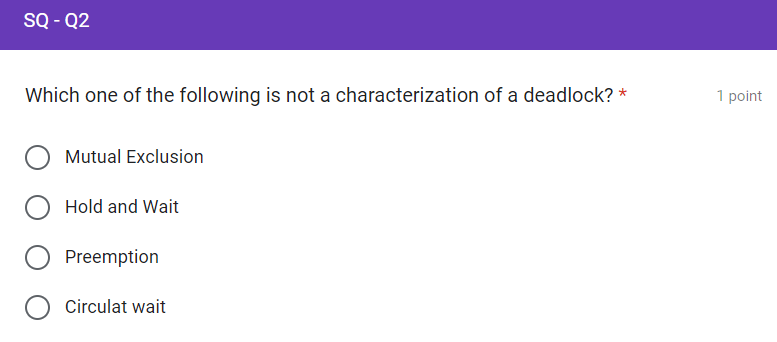 SQ - Q2
Which one of the following is not a characterization of a deadlock? * 1 point
Mutual Exclusion
Hold and Wait
Preemption
Circulat wait